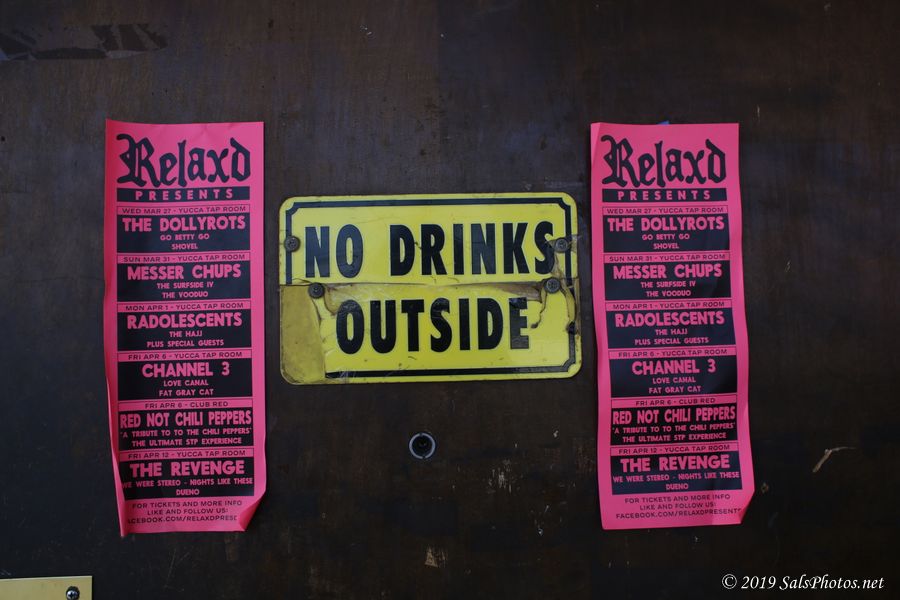 Relaxd
PRESENTS
WED MAR 27 - YUCCA TAP ROOM
THE DOLLYROTS
GO BETTY GO
SHOVEL
SUN MAR 31 - YUCCA TAP ROOM
MESSER CHUPS
THE SURFSIDE IV
THE VOODUO
MON APR 1 - YUCCA TAP ROOM
RADOLESCENTS
THE HAJJ
PLUS SPECIAL GUESTS
FRI APR 6 - YUCCA TAP ROOM
CHANNEL 3
LOVE CANAL
FAT GRAY CAT
FRI APR 6 - CLUB RED
RED NOT CHILI PEPPERS
"A TRIBUTE TO TO THE CHILI PEPPERS"
THE ULTIMATE STP EXPERIENCE
FRI APR 12 - YUCCA TAP ROOM
THE REVENGE
WE WERE STEREO - NIGHTS LIKE THESE
DUENO
FOR TICKETS AND MORE INFO
LIKE AND FOLLOW US:
FACEBOOK.COM/RELAXDPRESE
NO DRINKS
OUTSIDE
Relaxd
PRESENTS
WED MAR 27 - YUCCA TAP ROOM
THE DOLLYROTS
GO BETTY GO
SHOVEL
SUN MAR 31 - YUCCA TAP ROOM
MESSER CHUPS
THE SURFSIDE IV
THE VOODUO
MON APR 1 - YUCCA TAP ROOM
RADOLESCENTS
THE HAJJ
PLUS SPECIAL GUESTS
FRI APR 6 - YUCCA TAP ROOM
CHANNEL 3
LOVE CANAL
FAT GRAY CAT
FRI APR 6 - CLUB RED
RED NOT CHILI PEPPERS
"A TRIBUTE TO TO THE CHILI PEPPERS"
THE ULTIMATE STP EXPERIENCE
FRI APR 12 - YUCCA TAP ROOM
THE REVENGE
WE WERE STEREO - NIGHTS LIKE THESE
DUENO
FOR TICKETS AND MORE INFO
LIKE AND FOLLOW US:
FACEBOOK.COM/RELAXDPRESENT
© 2019 SalsPhotos.net